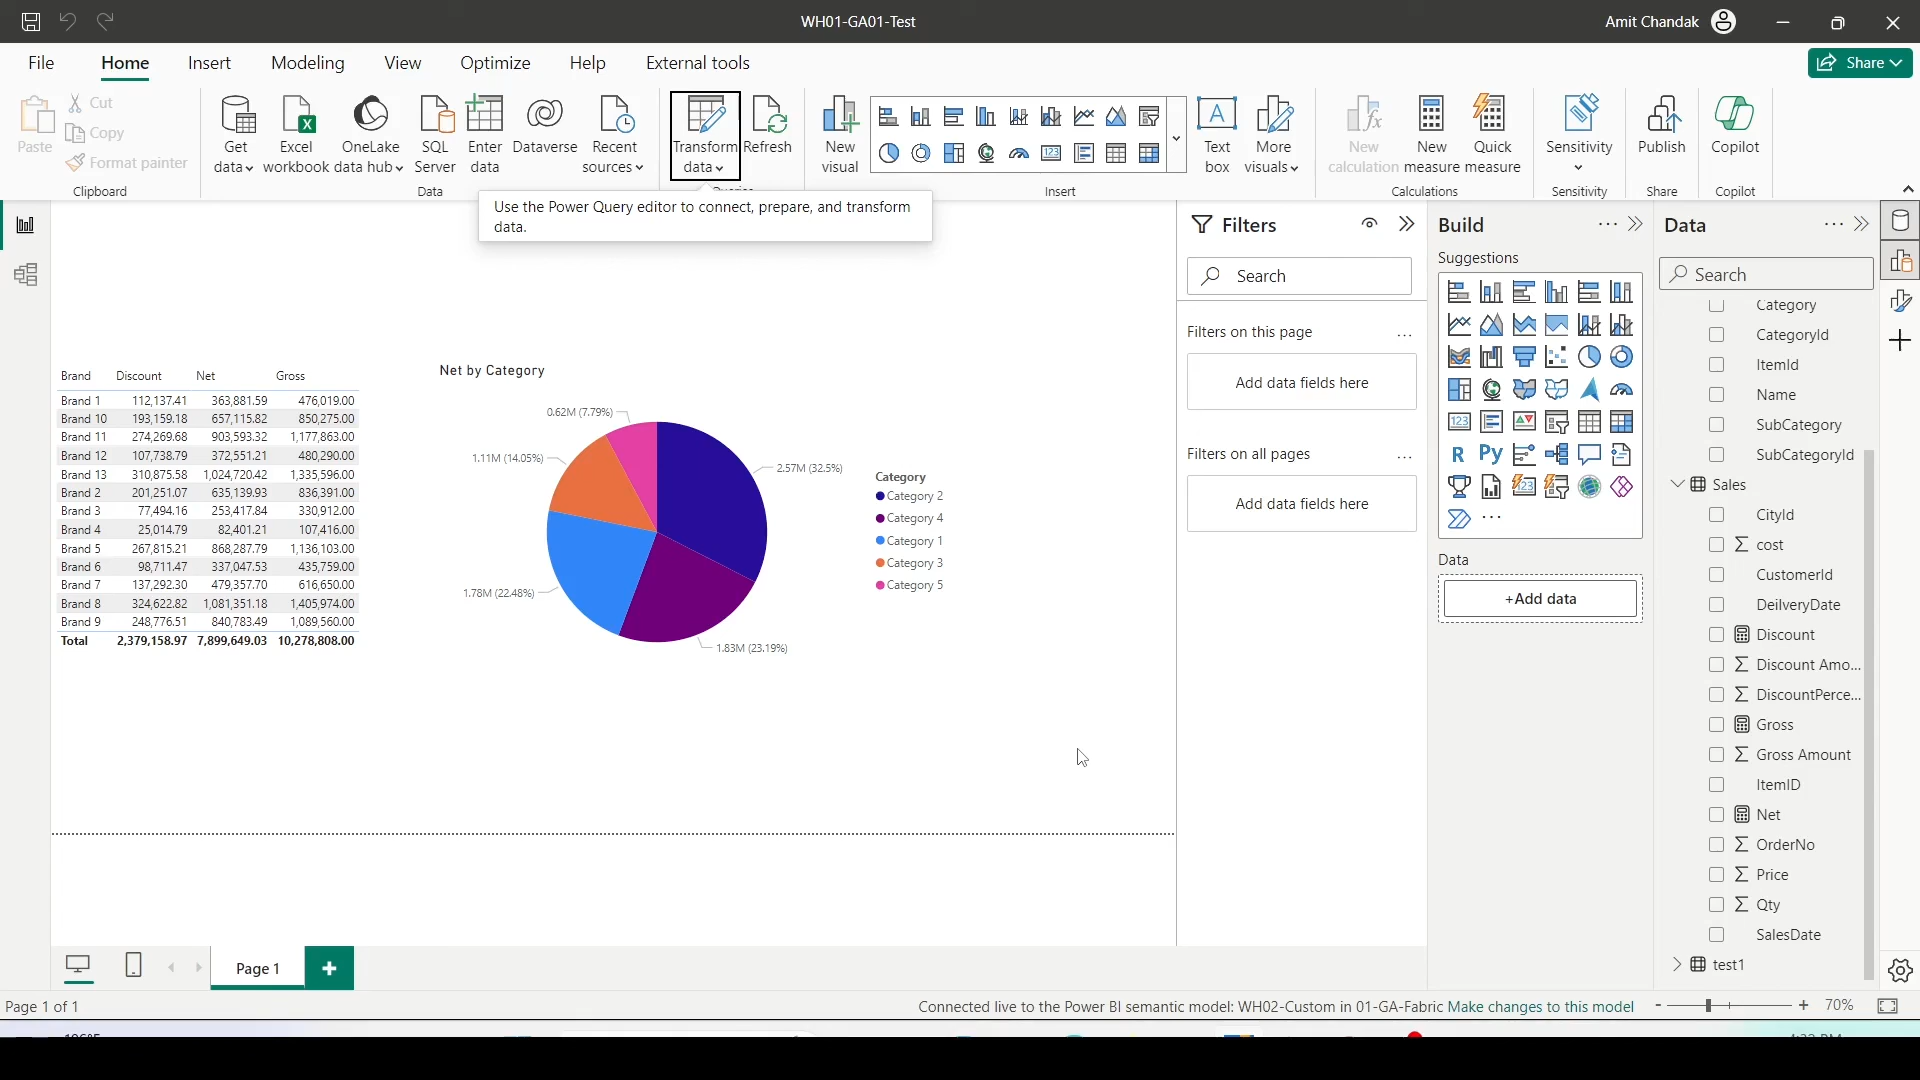 WH01-GA01-Test
Amit Chandak
File Home Insert Modeling View Optimize Help External tools
Share
Paste
Cut
Copy
Format painter
Clipboard
Get data
Excel workbook
OneLake data hub
SQL Server
Enter data
Dataverse
Recent sources
Data
Transform data
Refresh
New visual
Text box
More visuals
Insert
New calculation
New measure
Quick measure
Calculations
Sensitivity
Sensitivity
Publish
Share
Copilot
Copilot
Use the Power Query editor to connect, prepare, and transform
data.
Brand Discount Net Gross
Brand 1 112,137.41 363,881.59 476,019.00
Brand 10 193,159.18 657,115.82 850,275.00
Brand 11 274,269.68 903,593.32 1,177,863.00
Brand 12 107,738.79 372,551.21 480,290.00
Brand 13 310,875.58 1,024,720.42 1,335,596.00
Brand 2 201,251.07 635,139.93 836,391.00
Brand 3 77,494.16 253,417.84 330,912.00
Brand 4 25,014.79 82,401.21 107,416.00
Brand 5 267,815.21 868,287.79 1,136,103.00
Brand 6 98,711.47 337,047.53 435,759.00
Brand 7 137,292.30 479,357.70 616,650.00
Brand 8 324,622.82 1,081,351.18 1,405,974.00
Brand 9 248,776.51 840,783.49 1,089,560.00
Total 2,379,158.97 7,899,649.03 10,278,808.00
Net by Category
0.62M (7.79%)
1.11M (14.05%)
2.57M (32.5%)
1.78M (22.48%)
1.83M (23.19%)
Category
Category 2
Category 4
Category 1
Category 3
Category 5
Filters
Search
Filters on this page
Add data fields here
Filters on all pages
Add data fields here
Build
Suggestions
R Py
Data
+Add data
Data
Search
Category
CategoryId
ItemId
Name
SubCategory
SubCategoryId
Sales
CityId
cost
CustomerId
DeilveryDate
Discount
Discount Amo...
DiscountPerce...
Gross
Gross Amount
ItemID
Net
OrderNo
Price
Qty
SalesDate
test1
Page 1
Page 1 of 1
Connected live to the Power BI semantic model: WH02-Custom in 01-GA-Fabric Make changes to this model
70%